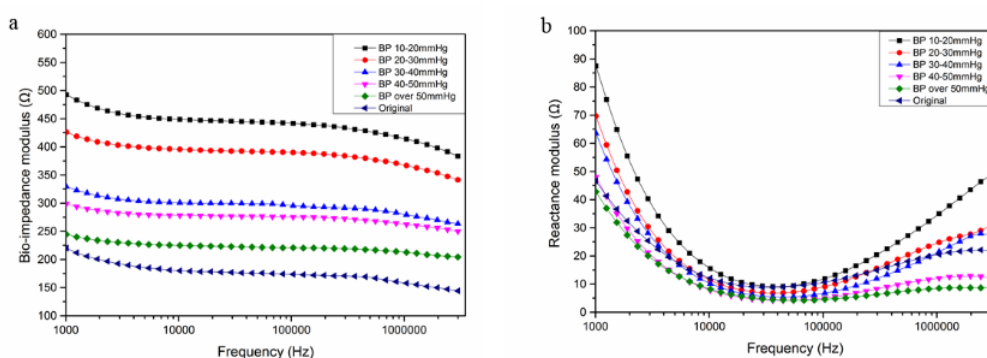 a
600
550
500
450
400
350
300
250
200
150
100
Bio-impedance modulus (Ω)
BP 10-20mmHg
BP 20-30mmHg
BP 30-40mmHg
BP 40-50mmHg
BP over 50mmHg
Original
1000
10000
100000
1000000
Frequency (Hz)
b
100
90
80
70
60
50
40
30
20
10
0
Reactance modulus (Ω)
BP 10-20mmHg
BP 20-30mmHg
BP 30-40mmHg
BP 40-50mmHg
BP over 50mmHg
Original
1000
10000
100000
1000000
Frequency (Hz)